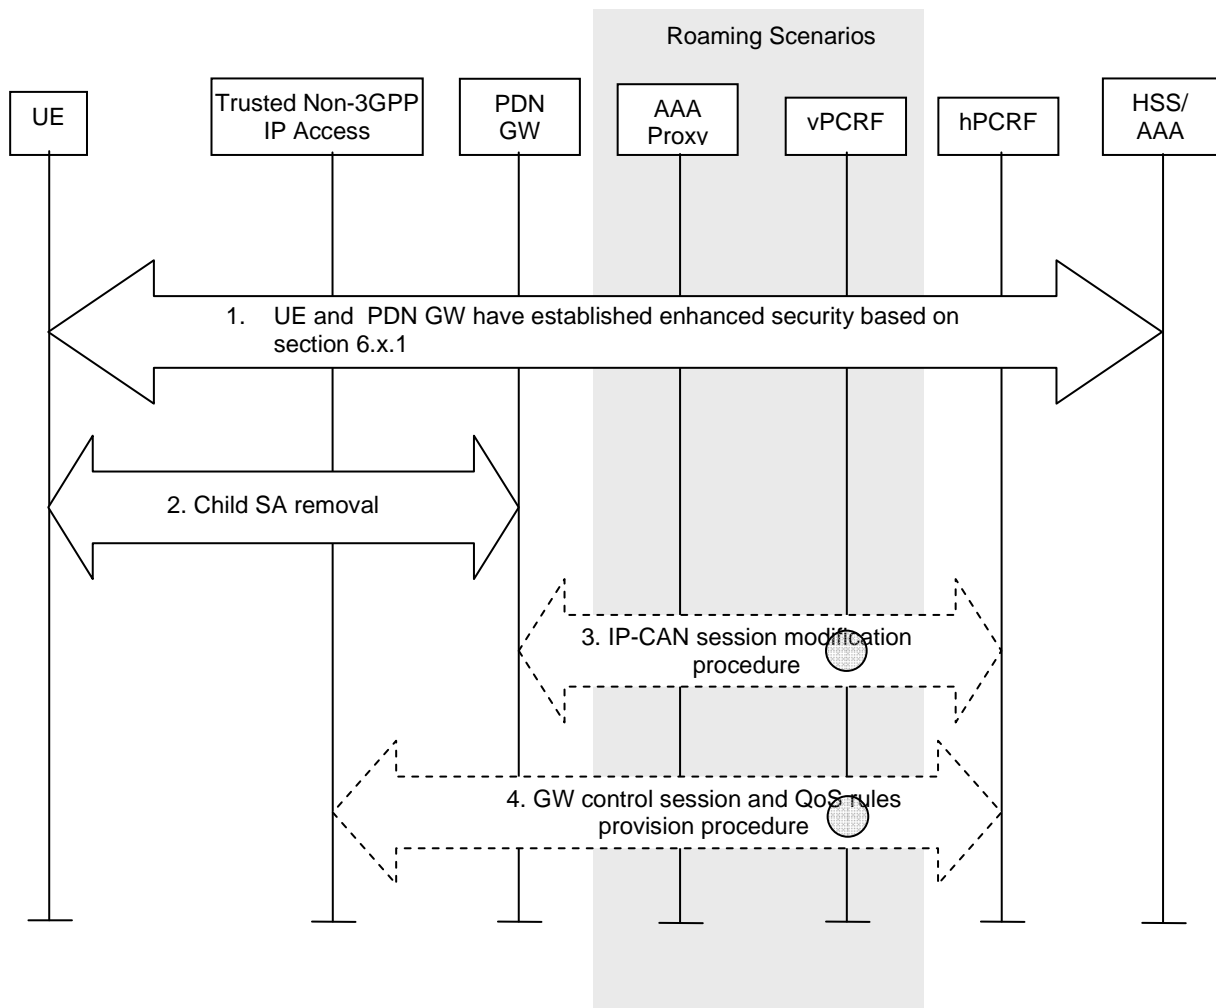 Roaming Scenarios
UE
Trusted Non-3GPP
IP Access
PDN
GW
AAA
Proxy
vPCRF
hPCRF
HSS/
AAA
1. UE and PDN GW have established enhanced security based on
section 6.x.1
2. Child SA removal
3. IP-CAN session modification
procedure
4. GW control session and QoS rules
provision procedure